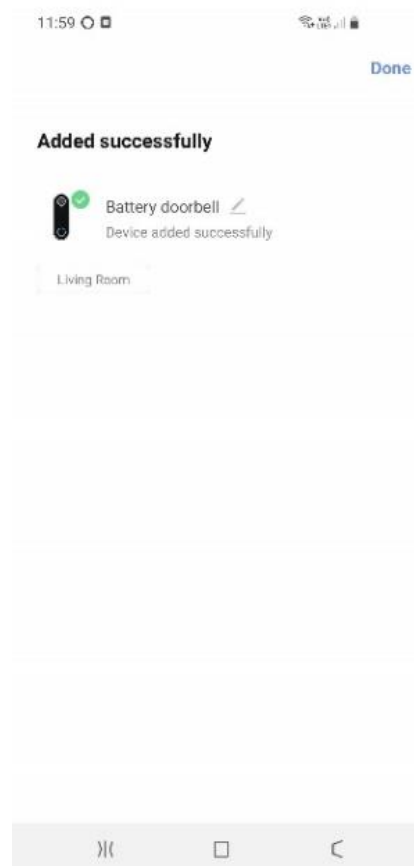 11:59
Done
Added successfully
Battery doorbell
Device added successfully
Living Room